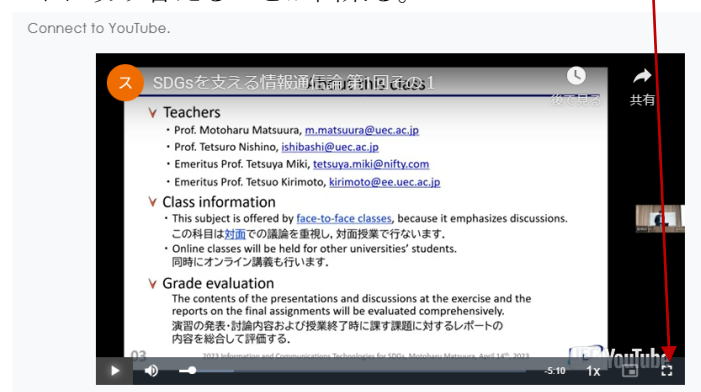 Connect to YouTube.
ス SDGsを支える情報通信論 第1回その1
後で見る 共有
Teachers
・Prof. Motoharu Matsuura, m.matsuura@uec.ac.jp
・Prof. Tetsuro Nishino, ishibashi@uec.ac.jp
・Emeritus Prof. Tetsuya Miki, tetsuya.miki@nifty.com
・Emeritus Prof. Tetsuo Kirimoto, kirimoto@ee.uec.ac.jp
Class information
・This subject is offered by face-to-face classes, because it emphasizes discussions.
この科目は対面での議論を重視し，対面授業で行ないます．
・Online classes will be held for other universities' students.
同時にオンライン講義も行います．
Grade evaluation
The contents of the presentations and discussions at the exercise and the
reports on the final assignments will be evaluated comprehensively.
演習の発表・討論内容および授業終了時に課す課題に対するレポートの
内容を総合して評価する．
03 2023 Information and Communications Technologies for SDGs, Motoharu Matsuura, April 14th, 2023
YouTube
-5:10 1x